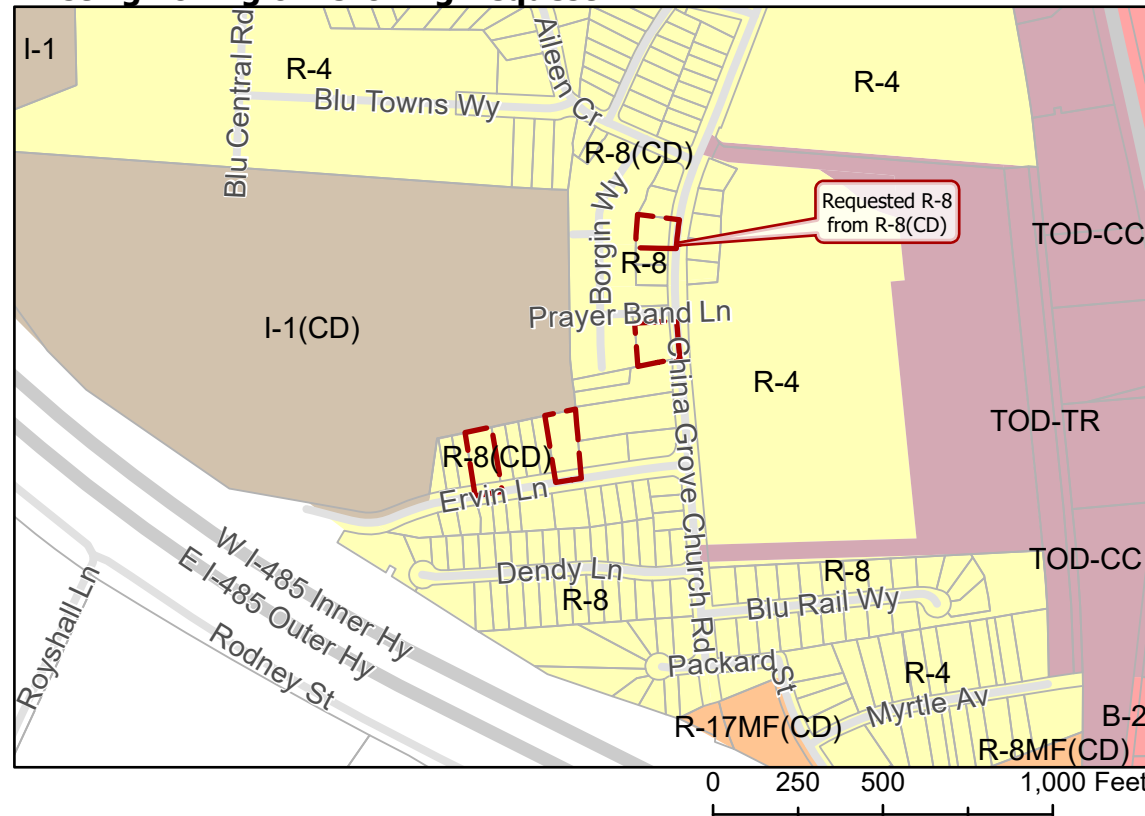 I-1
R-4
Blu Central Rd
Blu Towns Wy
Aileen Cr
R-4
R-8(CD)
Borgin Wy
Requested R-8
from R-8(CD)
R-8
TOD-CC
I-1(CD)
Prayer Band Ln
China Grove Church Rd
R-4
TOD-TR
R-8(CD)
Ervin Ln
W I-485 Inner Hy
E I-485 Outer Hy
Dendy Ln
R-8
R-8
TOD-CC
Blu Rail Wy
Royshall Ln
Rodney St
Packard St
R-4
Myrtle Av
R-17MF(CD)
B-2
R-8MF(CD)
0 250 500 1,000 Feet